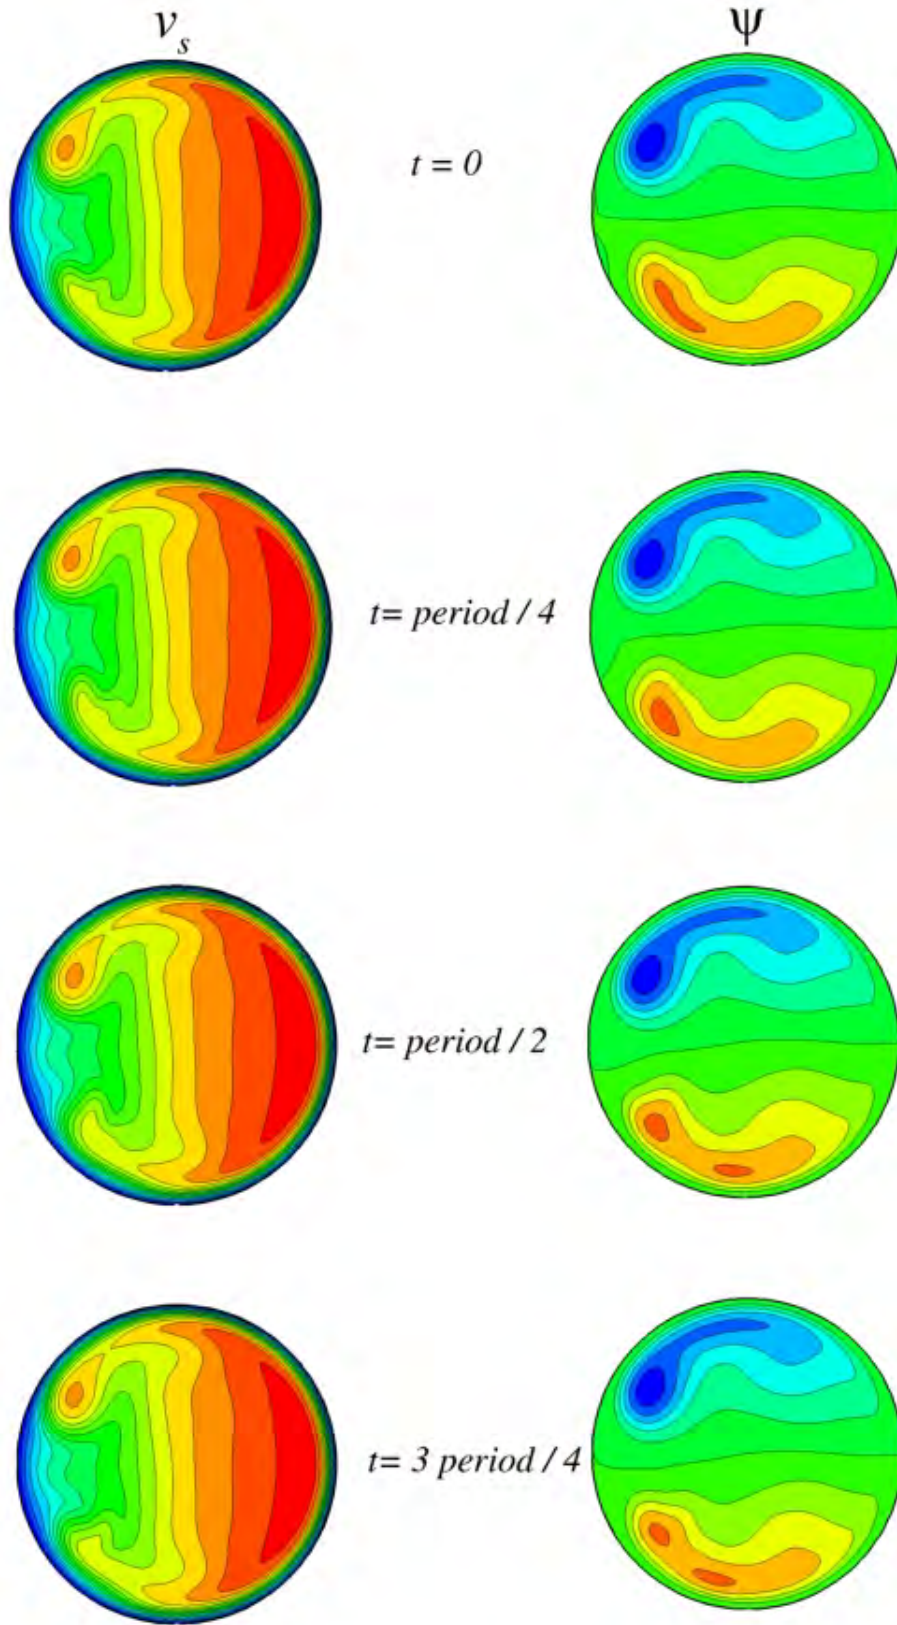 v_s ψ
t = 0
t= period / 4
t= period / 2
t= 3 period / 4